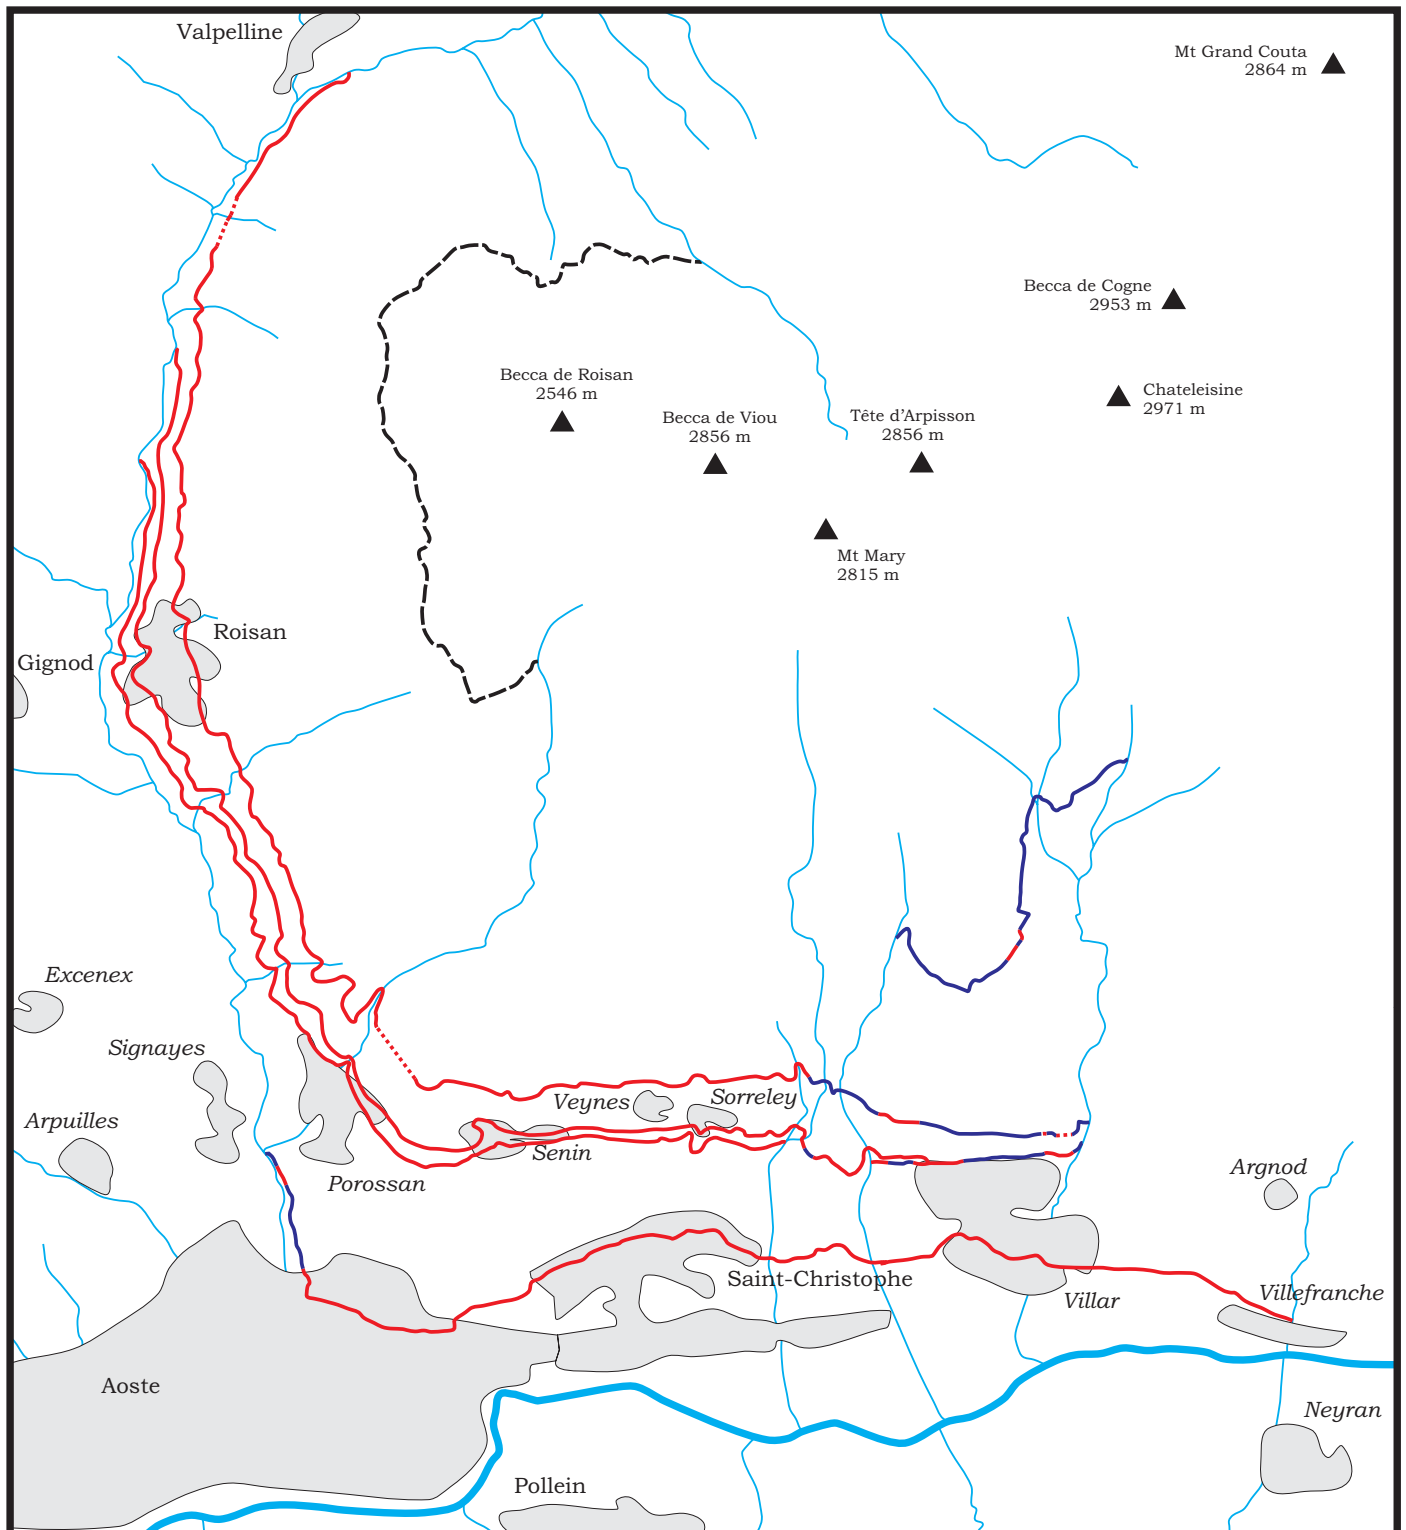 Valpelline
Mt Grand Couta
2864 m
Becca de Cogne
2953 m
Becca de Roisan
2546 m
Chateleisine
2971 m
Becca de Viou
2856 m
Tête d'Arpisson
2856 m
Mt Mary
2815 m
Roisan
Gignod
Excenex
Signayes
Veynes
Sorreley
Arpuilles
Senin
Porossan
Argnod
Saint-Christophe
Villar
Villefranche
Aoste
Neyran
Pollein